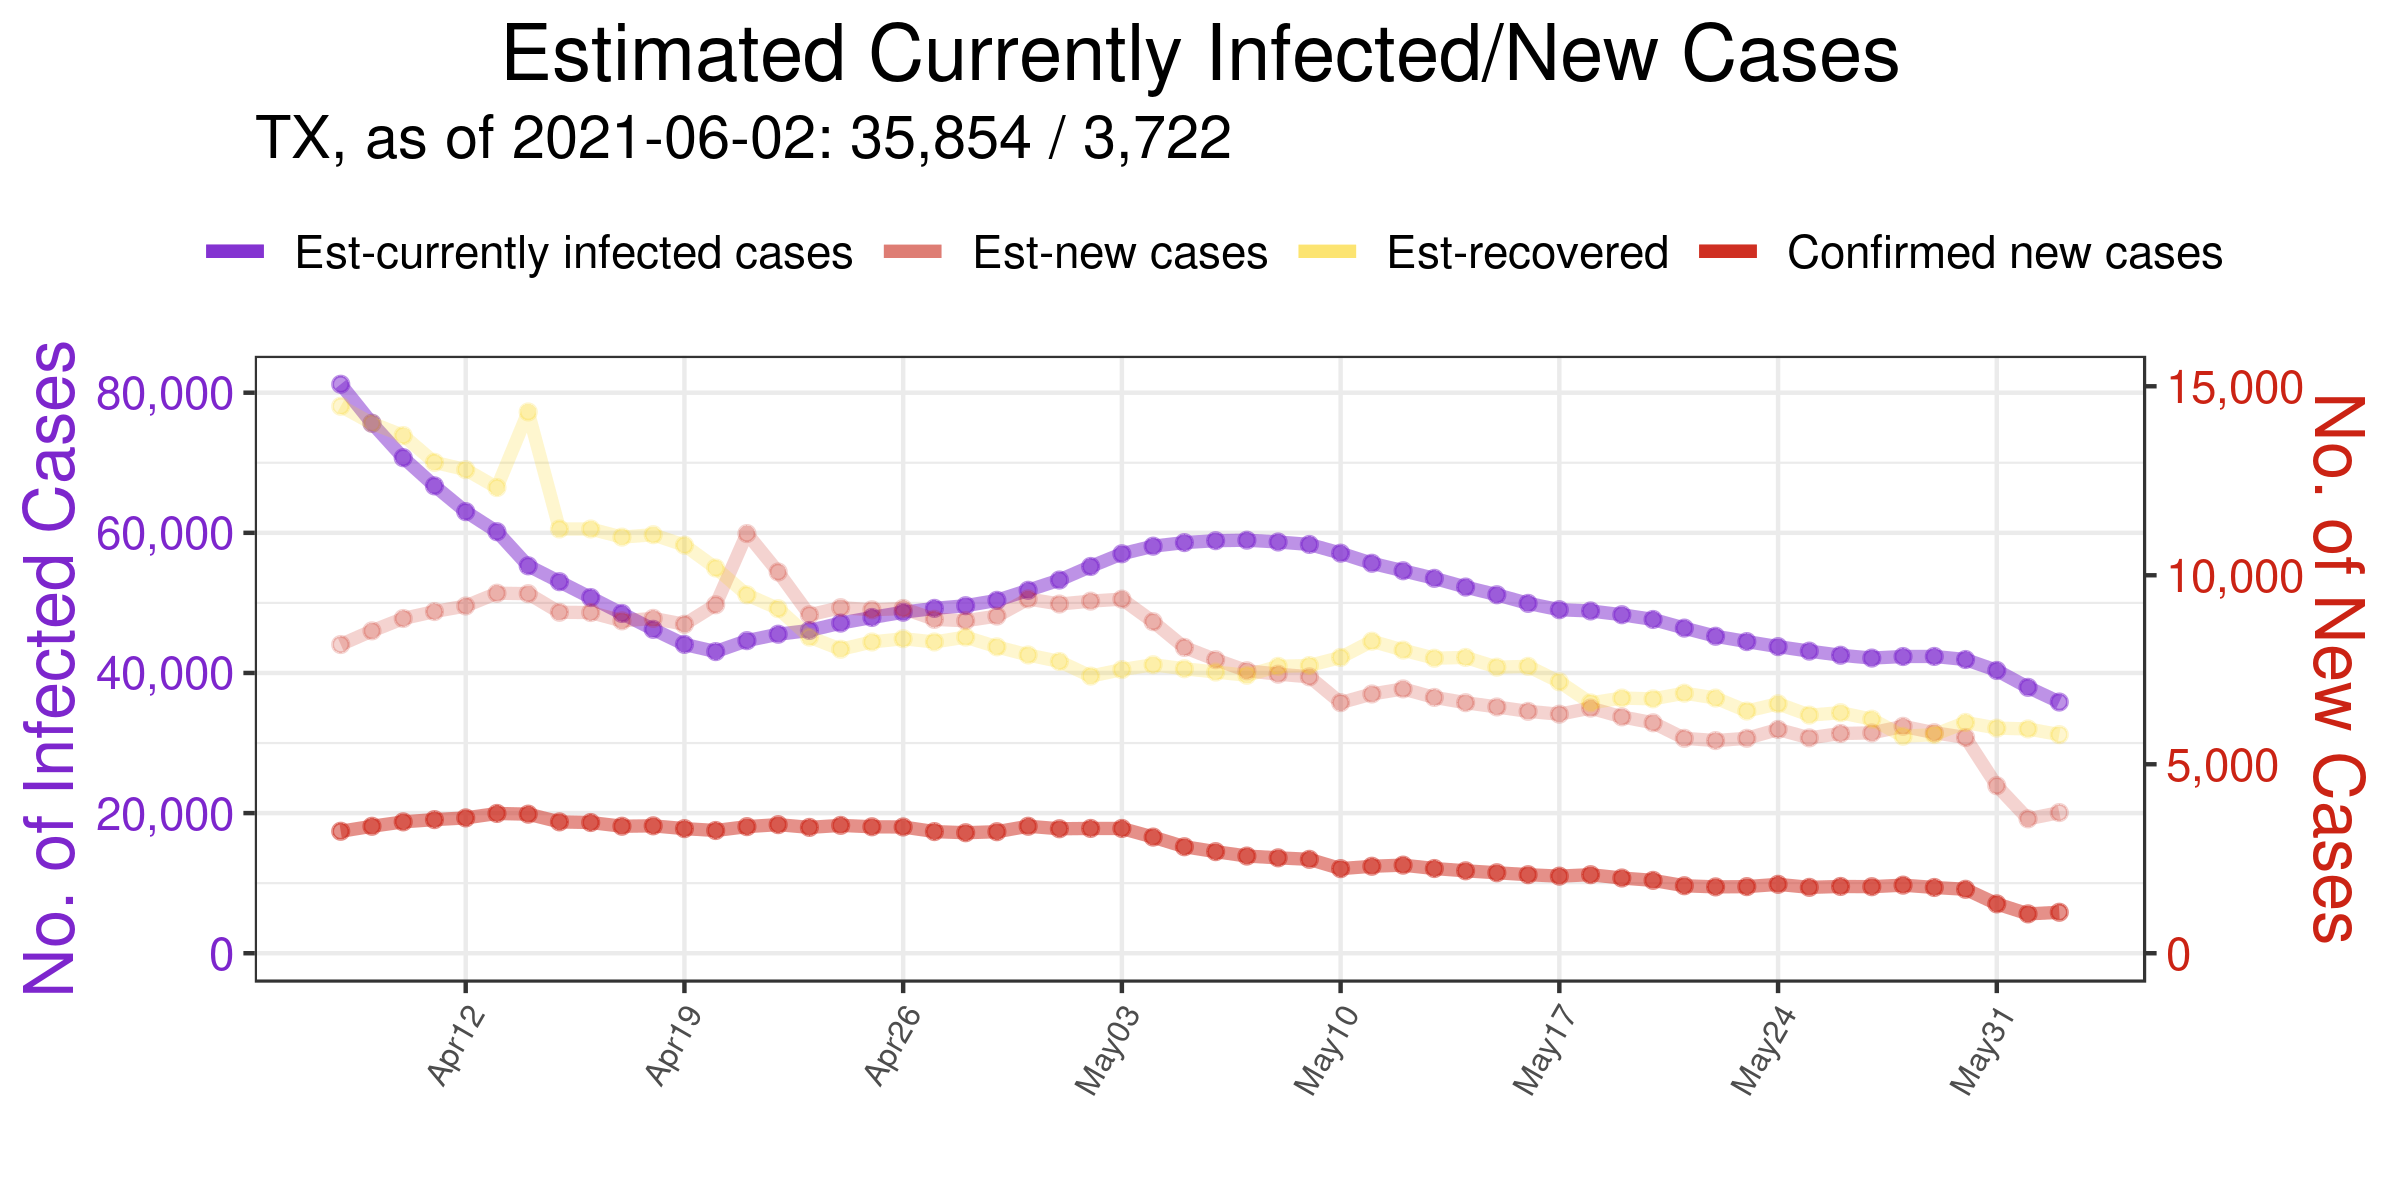 Estimated Currently Infected/New Cases
TX, as of 2021-06-02: 35,854 / 3,722
Est-currently infected cases Est-new cases Est-recovered Confirmed new cases
No. of Infected Cases
80,000
60,000
40,000
20,000
0
15,000
10,000
5,000
0
No. of New Cases
Apr12 Apr19 Apr26 May03 May10 May17 May24 May31